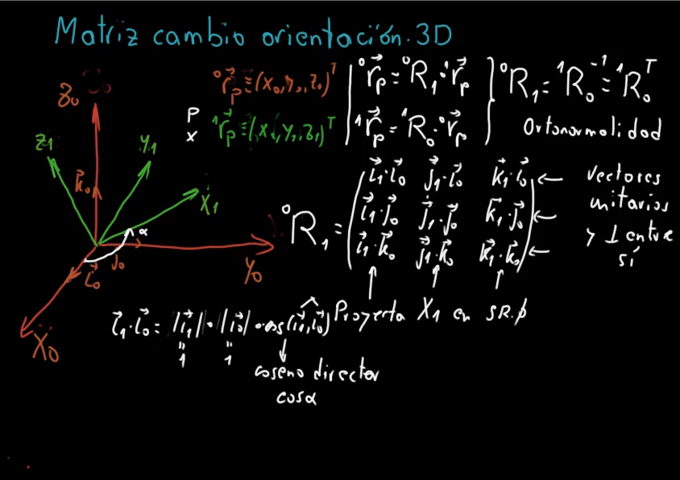 Matriz cambio orientación. 3D
Z₀
⁰r⃗ₚ = (x₀, y₀, z₀)ᵀ
P
x
¹r⃗ₚ = (x₁, y₁, z₁)ᵀ
⁰r⃗ₚ = ⁰R₁ · ¹r⃗ₚ
¹r⃗ₚ = ¹R₀ · ⁰r⃗ₚ
⁰R₁ = ¹R₀⁻¹ = ¹R₀ᵀ
Ortonormalidad
Z₁
Y₁
X₁
k⃗₀
α
j₀
i⃗₀
Y₀
X₀
⁰R₁ =
i⃗₁·i⃗₀ j⃗₁·i⃗₀ k⃗₁·i⃗₀ ←
i⃗₁·j⃗₀ j⃗₁·j⃗₀ k⃗₁·j⃗₀ ←
i⃗₁·k⃗₀ j⃗₁·k⃗₀ k⃗₁·k⃗₀ ←
vectores
unitarios
y ⊥ entre
sí
i⃗₁·i⃗₀ = |i⃗₁| · |i⃗₀| · cos(i⃗₁,i⃗₀)
Proyecta X₁ en SR.∅
" "
1 1
coseno director
cosα